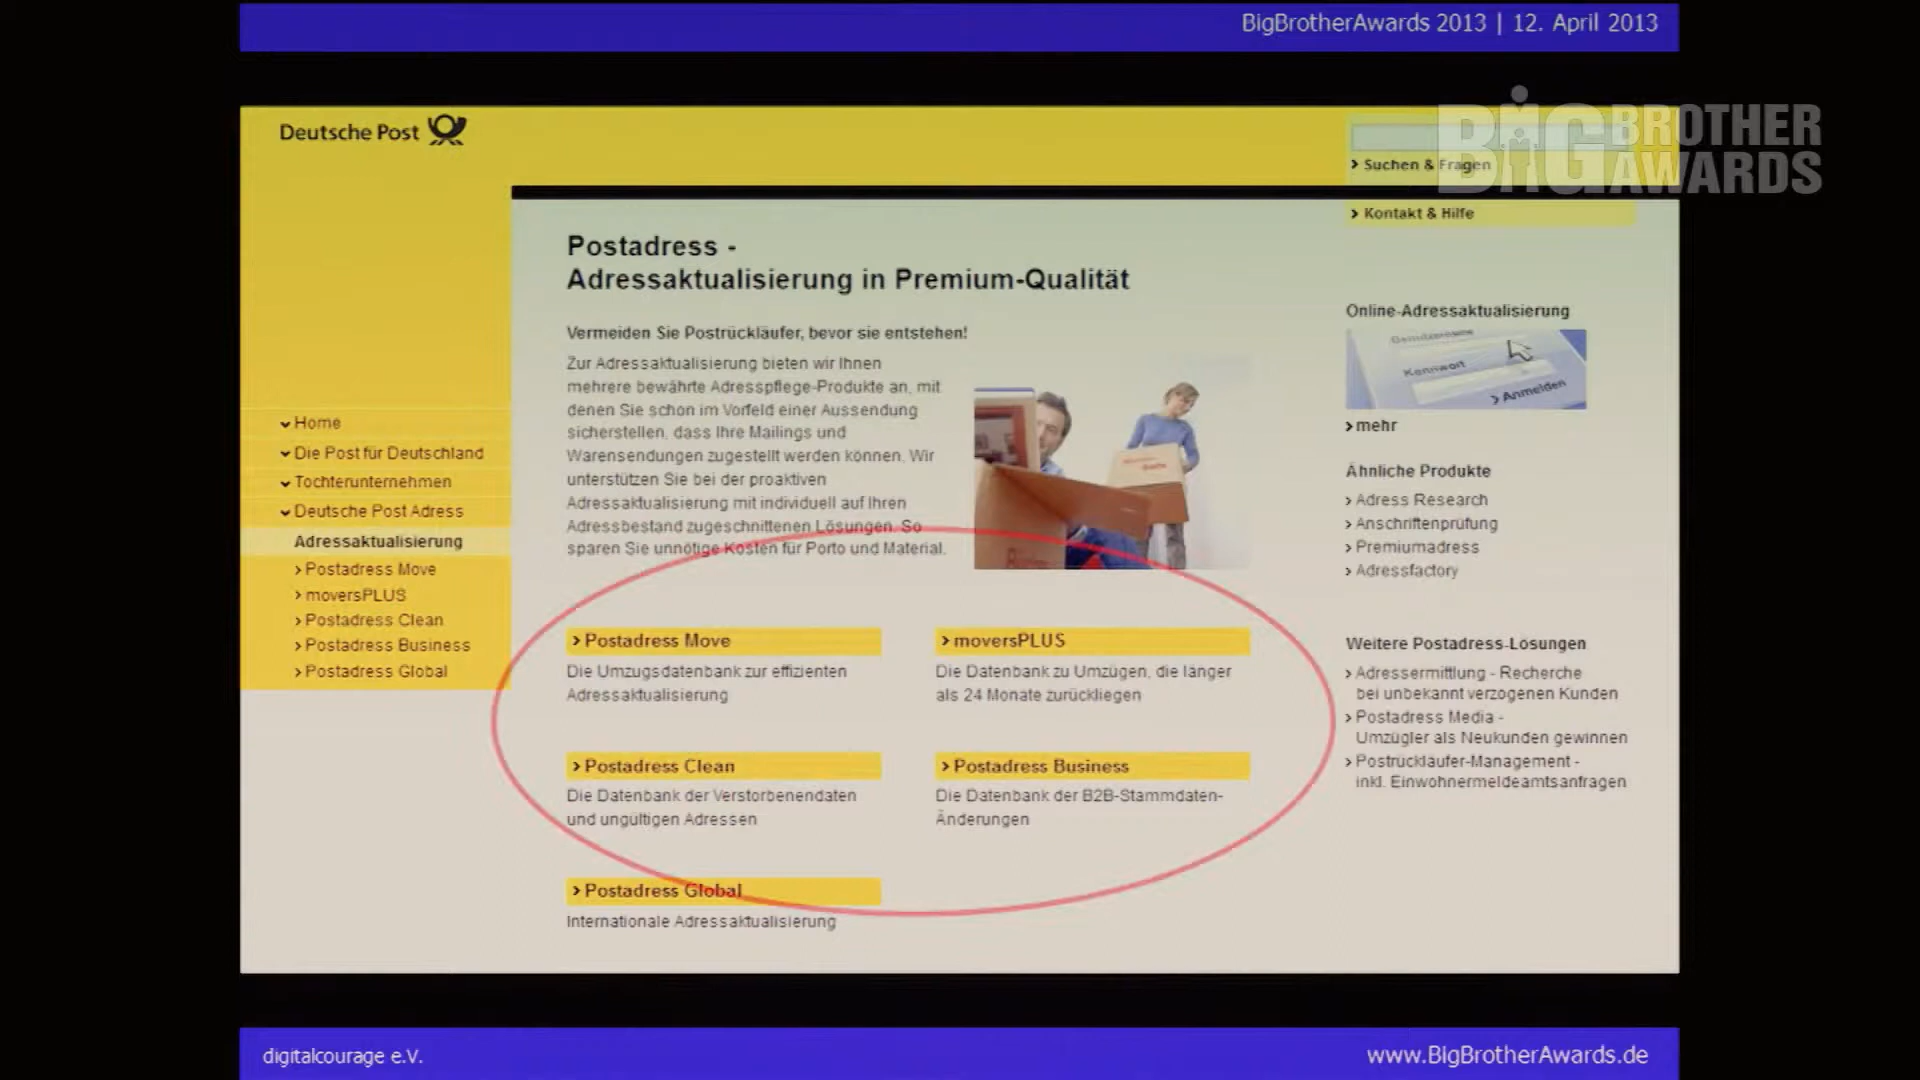 BigBrotherAwards 2013 | 12. April 2013
BIG BROTHER AWARDS
Deutsche Post
Suchen & Fragen
Kontakt & Hilfe
Home
Die Post für Deutschland
Tochterunternehmen
Deutsche Post Adress
Adressaktualisierung
Postadress Move
moversPLUS
Postadress Clean
Postadress Business
Postadress Global
Postadress -
Adressaktualisierung in Premium-Qualität
Vermeiden Sie Postrückläufer, bevor sie entstehen!
Zur Adressaktualisierung bieten wir Ihnen
mehrere bewährte Adresspflege-Produkte an, mit
denen Sie schon im Vorfeld einer Aussendung
sicherstellen, dass Ihre Mailings und
Warensendungen zugestellt werden können. Wir
unterstützen Sie bei der proaktiven
Adressaktualisierung mit individuell auf Ihren
Adressbestand zugeschnittenen Lösungen. So
sparen Sie unnötige Kosten für Porto und Material.
Postadress Move
Die Umzugsdatenbank zur effizienten
Adressaktualisierung
moversPLUS
Die Datenbank zu Umzügen, die länger
als 24 Monate zurückliegen
Postadress Clean
Die Datenbank der Verstorbenendaten
und ungültigen Adressen
Postadress Business
Die Datenbank der B2B-Stammdaten-
Änderungen
Postadress Global
Internationale Adressaktualisierung
Online-Adressaktualisierung
Kennwort
Anmelden
mehr
Ähnliche Produkte
Adress Research
Anschriftenprüfung
Premiumadress
Adressfactory
Weitere Postadress-Lösungen
Adressermittlung - Recherche
bei unbekannt verzogenen Kunden
Postadress Media -
Umzügler als Neukunden gewinnen
Postrückläufer-Management -
inkl. Einwohnermeldeamtsanfragen
digitalcourage e.V.
www.BigBrotherAwards.de